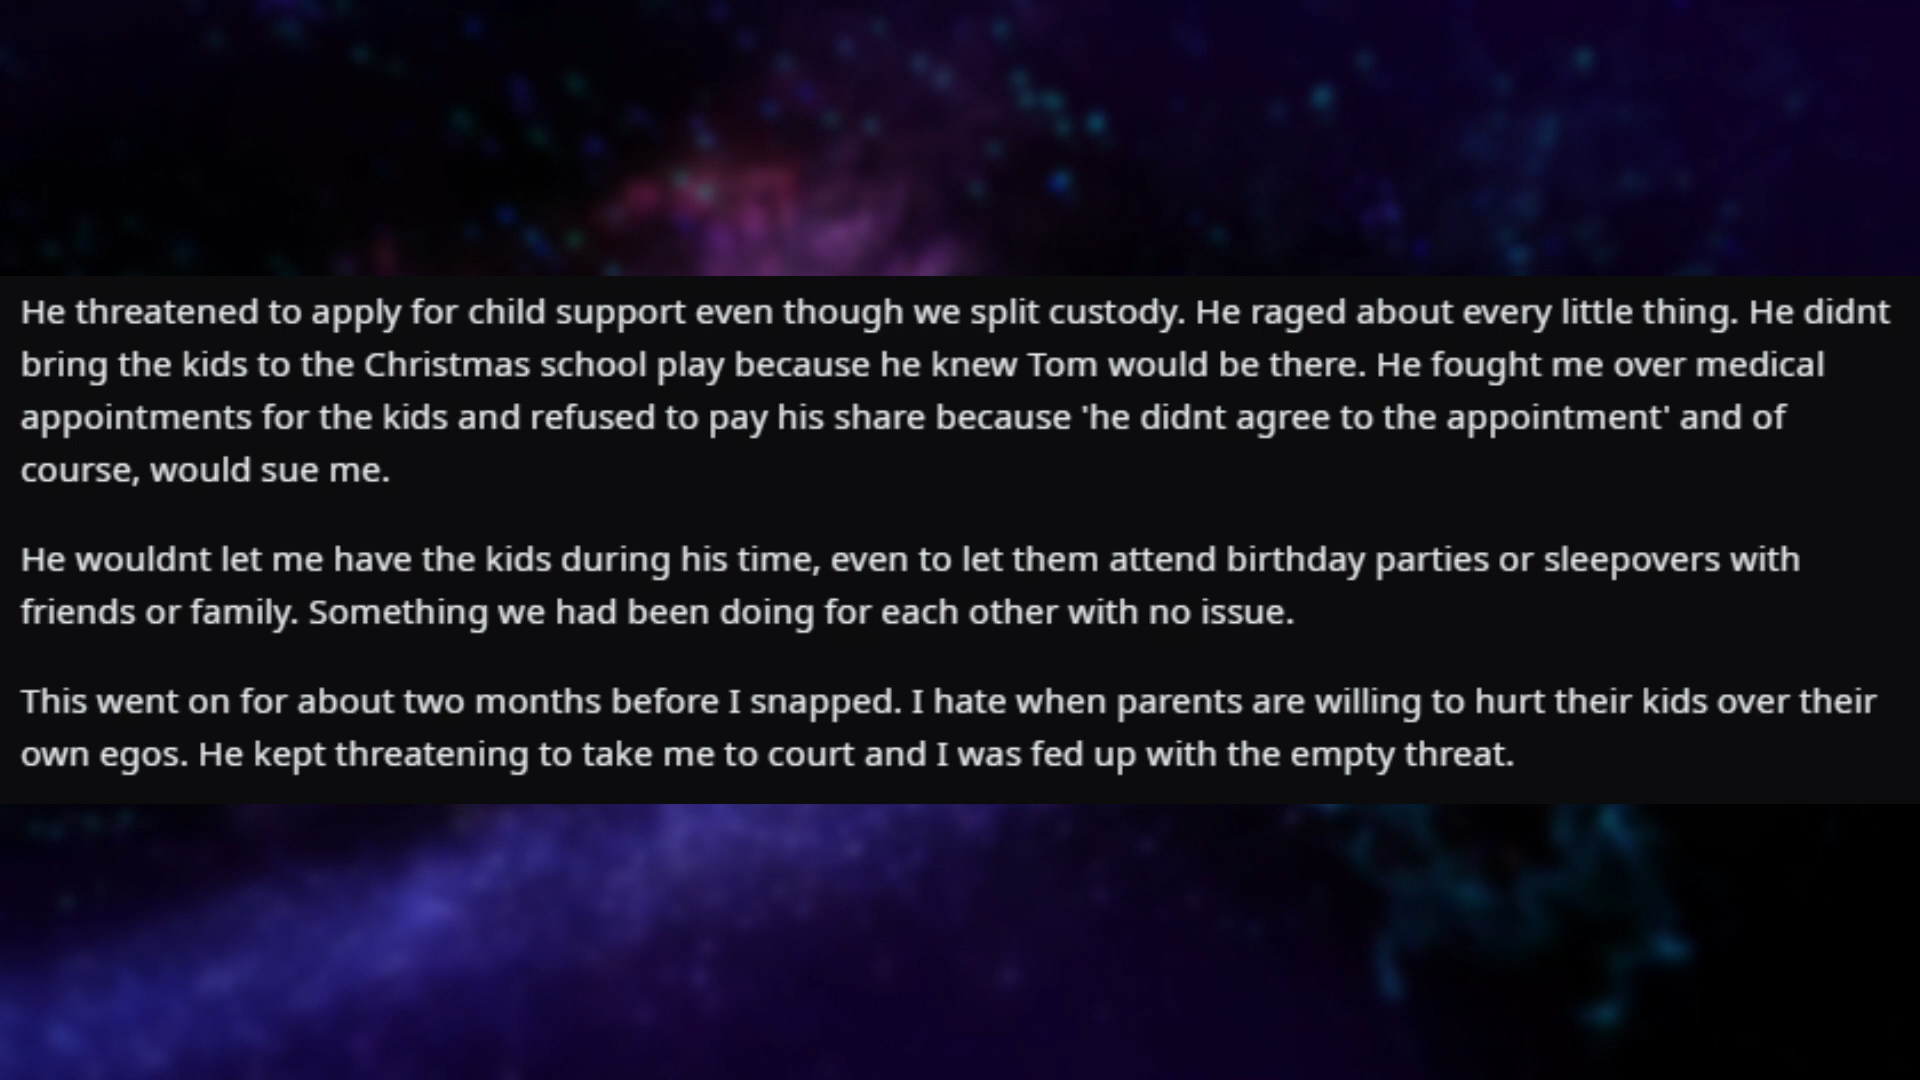 He threatened to apply for child support even though we split custody. He raged about every little thing. He didnt
bring the kids to the Christmas school play because he knew Tom would be there. He fought me over medical
appointments for the kids and refused to pay his share because 'he didnt agree to the appointment' and of
course, would sue me.
He wouldnt let me have the kids during his time, even to let them attend birthday parties or sleepovers with
friends or family. Something we had been doing for each other with no issue.
This went on for about two months before I snapped. I hate when parents are willing to hurt their kids over their
own egos. He kept threatening to take me to court and I was fed up with the empty threat.